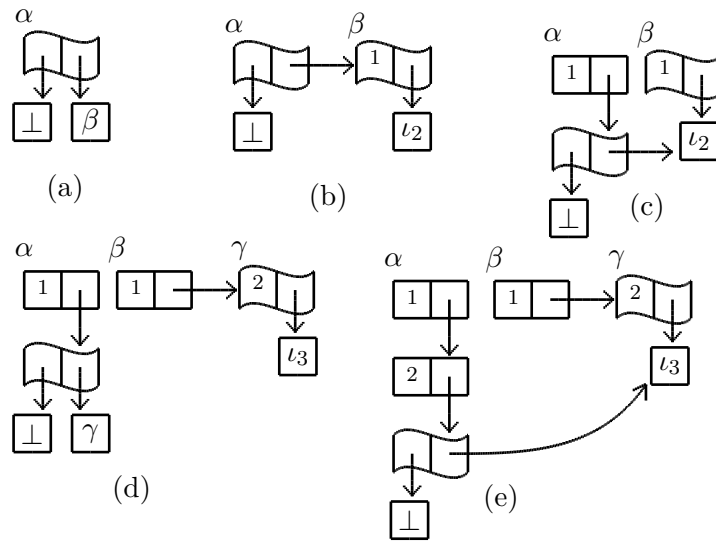 α
⊥ β
(a)
α β
1
⊥ ι₂
(b)
α β
1 1
ι₂
⊥
(c)
α β γ
1 1 2
ι₃
⊥ γ
(d)
α β γ
1 1 2
2 ι₃
⊥
(e)